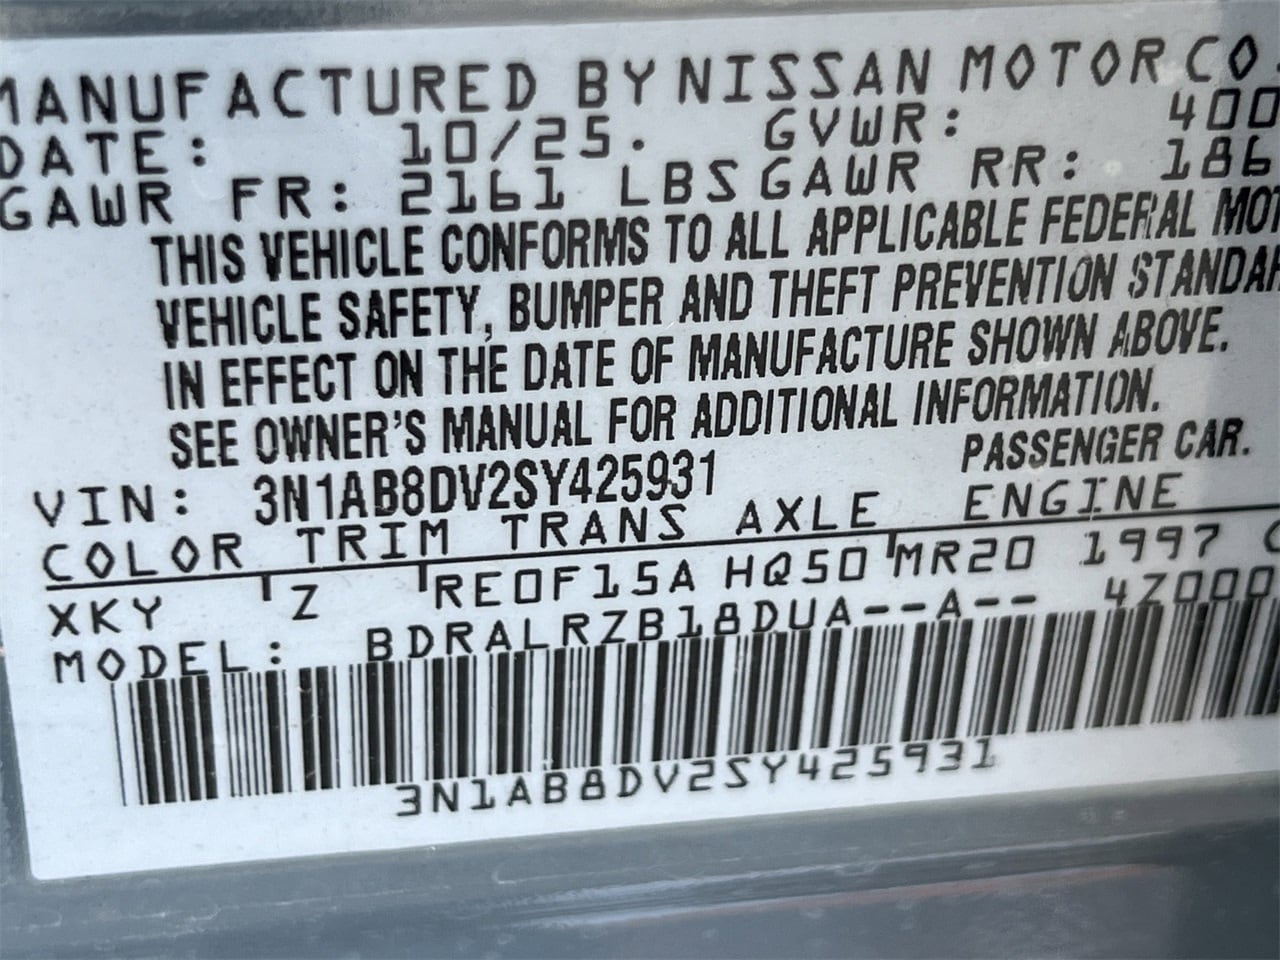 MANUFACTURED BY NISSAN MOTOR CO.
DATE: 10/25. GVWR: 400
GAWR FR: 2161 LBS GAWR RR: 186
THIS VEHICLE CONFORMS TO ALL APPLICABLE FEDERAL MOT
VEHICLE SAFETY, BUMPER AND THEFT PREVENTION STANDAR
IN EFFECT ON THE DATE OF MANUFACTURE SHOWN ABOVE.
SEE OWNER'S MANUAL FOR ADDITIONAL INFORMATION.
VIN: 3N1AB8DV2SY425931 PASSENGER CAR.
COLOR TRIM TRANS AXLE ENGINE
XKY Z RE0F15A HQ50 MR20 1997 C
MODEL: BDRALRZB18DUA--A-- 4Z000
3N1AB8DV2SY425931